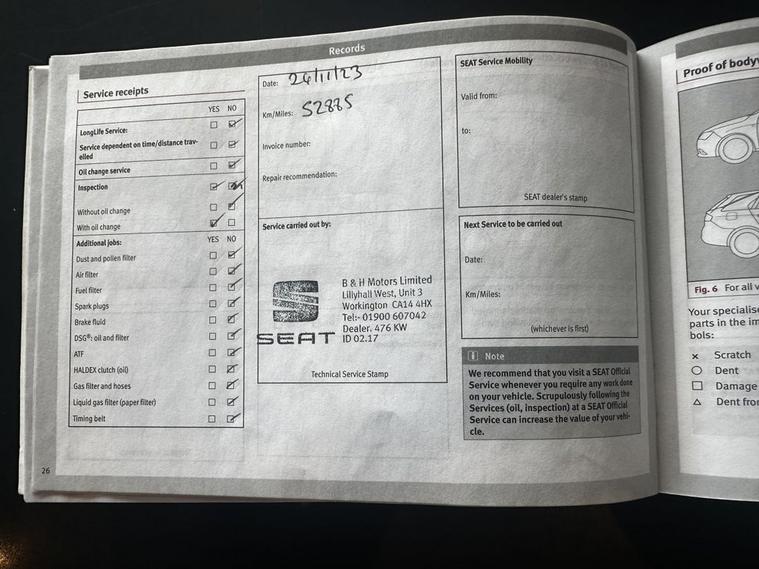 Records
Service receipts
YES NO
LongLife Service:
Service dependent on time/distance trav-
elled
Oil change service
Inspection
Without oil change
With oil change
Additional jobs: YES NO
Dust and pollen filter
Air filter
Fuel filter
Spark plugs
Brake fluid
DSG®: oil and filter
ATF
HALDEX clutch (oil)
Gas filter and hoses
Liquid gas filter (paper filter)
Timing belt
26
Date: 24/11/23
Km/Miles: 52885
Invoice number:
Repair recommendation:
Service carried out by:
SEAT
B & H Motors Limited
Lillyhall West, Unit 3
Workington CA14 4HX
Tel:- 01900 607042
Dealer. 476 KW
ID 02.17
Technical Service Stamp
SEAT Service Mobility
Valid from:
to:
SEAT dealer's stamp
Next Service to be carried out
Date:
Km/Miles:
(whichever is first)
Note
We recommend that you visit a SEAT Official
Service whenever you require any work done
on your vehicle. Scrupulously following the
Services (oil, inspection) at a SEAT Official
Service can increase the value of your vehi-
cle.
Proof of body
Fig. 6 For all v
Your specialise
parts in the im
bols:
× Scratch
Dent
Damage
Dent from